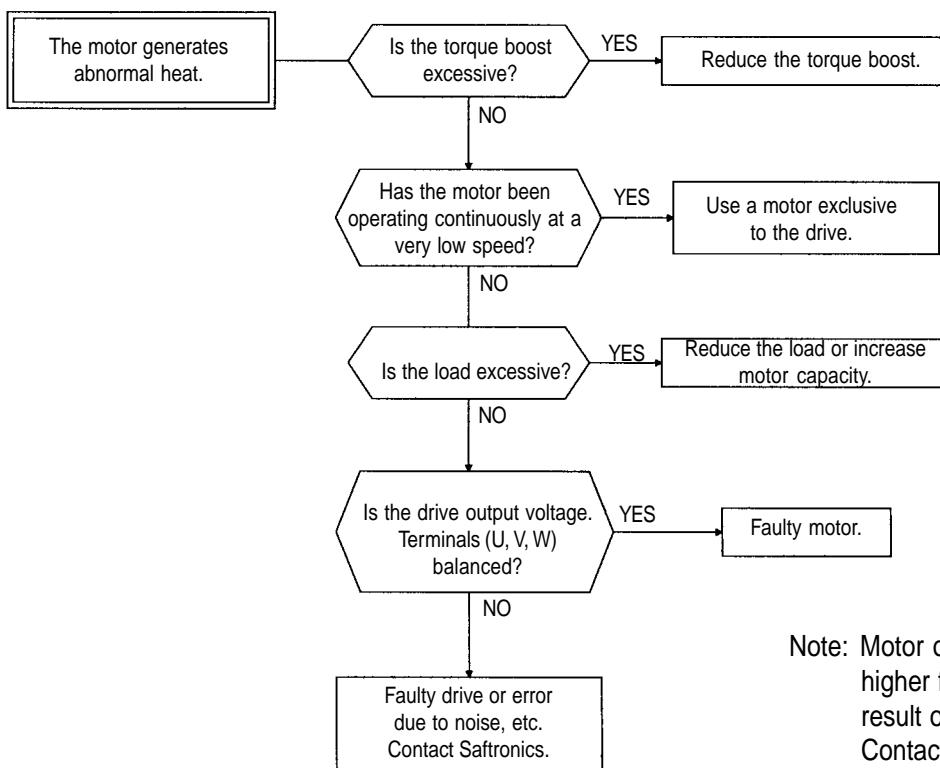 The motor generates
abnormal heat.
Is the torque boost
excessive?
YES
Reduce the torque boost.
NO
Has the motor been
operating continuously at a
very low speed?
YES
Use a motor exclusive
to the drive.
NO
Is the load excessive?
YES
Reduce the load or increase
motor capacity.
NO
Is the drive output voltage.
Terminals (U, V, W)
balanced?
YES
Faulty motor.
NO
Faulty drive or error
due to noise, etc.
Contact Saftronics.
Note: Motor
higher
result